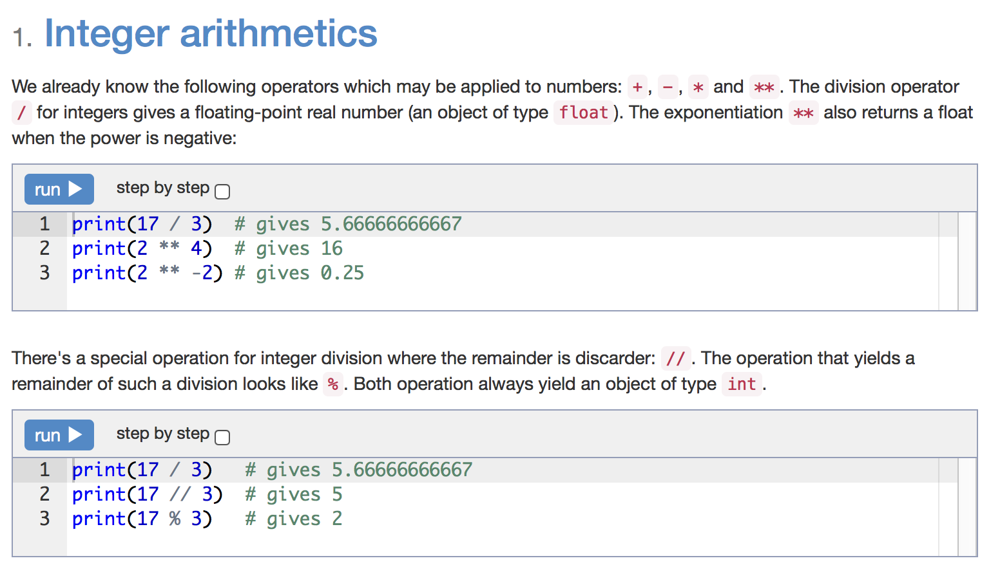 1. Integer arithmetics
We already know the following operators which may be applied to numbers: +, -, * and **. The division operator
/ for integers gives a floating-point real number (an object of type float). The exponentiation ** also returns a float
when the power is negative:
run step by step
1 print(17 / 3)  # gives 5.66666666667
2 print(2 ** 4)  # gives 16
3 print(2 ** -2) # gives 0.25
There's a special operation for integer division where the remainder is discarder: //. The operation that yields a
remainder of such a division looks like %. Both operation always yield an object of type int.
run step by step
1 print(17 / 3)   # gives 5.66666666667
2 print(17 // 3)  # gives 5
3 print(17 % 3)   # gives 2